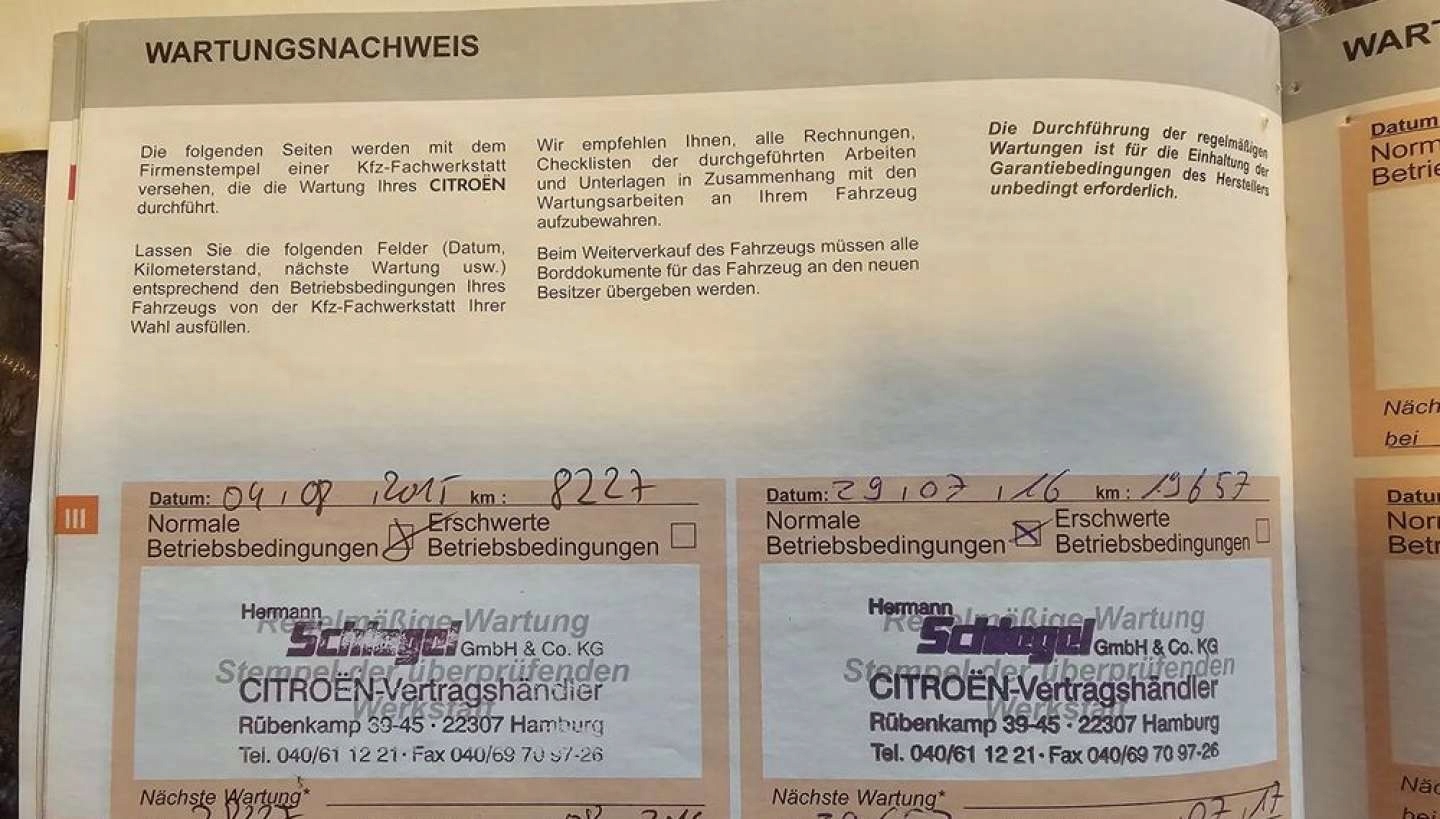 WARTUNGSNACHWEIS
Die folgenden Seiten werden mit dem
Firmenstempel einer Kfz-Fachwerkstatt
versehen, die die Wartung Ihres CITROËN
durchführt.
Lassen Sie die folgenden Felder (Datum,
Kilometerstand, nächste Wartung usw.)
entsprechend den Betriebsbedingungen Ihres
Fahrzeugs von der Kfz-Fachwerkstatt Ihrer
Wahl ausfüllen.
Wir empfehlen Ihnen, alle Rechnungen,
Checklisten der durchgeführten Arbeiten
und Unterlagen in Zusammenhang mit den
Wartungsarbeiten an Ihrem Fahrzeug
aufzubewahren.
Beim Weiterverkauf des Fahrzeugs müssen alle
Borddokumente für das Fahrzeug an den neuen
Besitzer übergeben werden.
Die Durchführung der regelmäßigen
Wartungen ist für die Einhaltung der
Garantiebedingungen des Herstellers
unbedingt erforderlich.
III
Datum: 04, 08, 2015 km: 8227
Normale
Betriebsbedingungen
Erschwerte
Betriebsbedingungen
Regelmäßige Wartung
Stempel der überprüfenden
Werkstatt
Hermann
Schlegel GmbH & Co. KG
CITROËN-Vertragshändler
Rübenkamp 39-45 · 22307 Hamburg
Tel. 040/61 12 21 · Fax 040/69 70 97-26
Nächste Wartung*
Datum: 29, 07, 16 km: 19657
Normale
Betriebsbedingungen
Erschwerte
Betriebsbedingungen
Regelmäßige Wartung
Stempel der überprüfenden
Werkstatt
Hermann
Schlegel GmbH & Co. KG
CITROËN-Vertragshändler
Rübenkamp 39-45 · 22307 Hamburg
Tel. 040/61 12 21 · Fax 040/69 70 97-26
Nächste Wartung*
07, 17
WART
Datum
Norm
Betrie
Näch
bei
Datu
Nor
Betr
Näc
bei